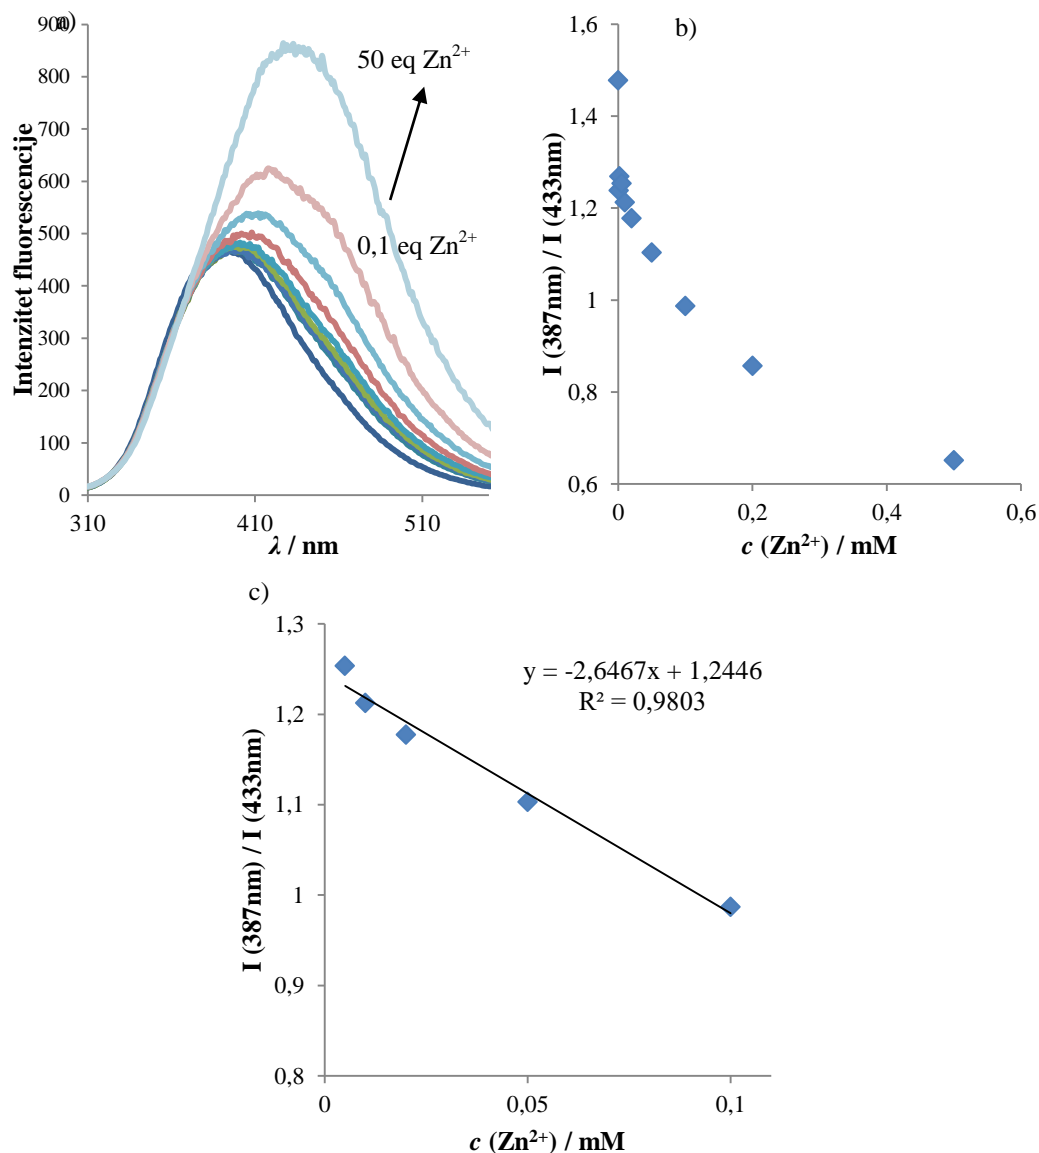 a)
900
800
700
600
500
400
300
200
100
0
310
410
510
Intenzitet fluorescencije
λ / nm
50 eq Zn²⁺
0,1 eq Zn²⁺
b)
1,6
1,4
1,2
1
0,8
0,6
0
0,2
0,4
0,6
I (387nm) / I (433nm)
c (Zn²⁺) / mM
c)
1,3
1,2
1,1
1
0,9
0,8
0
0,05
0,1
I (387nm) / I (433nm)
c (Zn²⁺) / mM
y = -2,6467x + 1,2446
R² = 0,9803